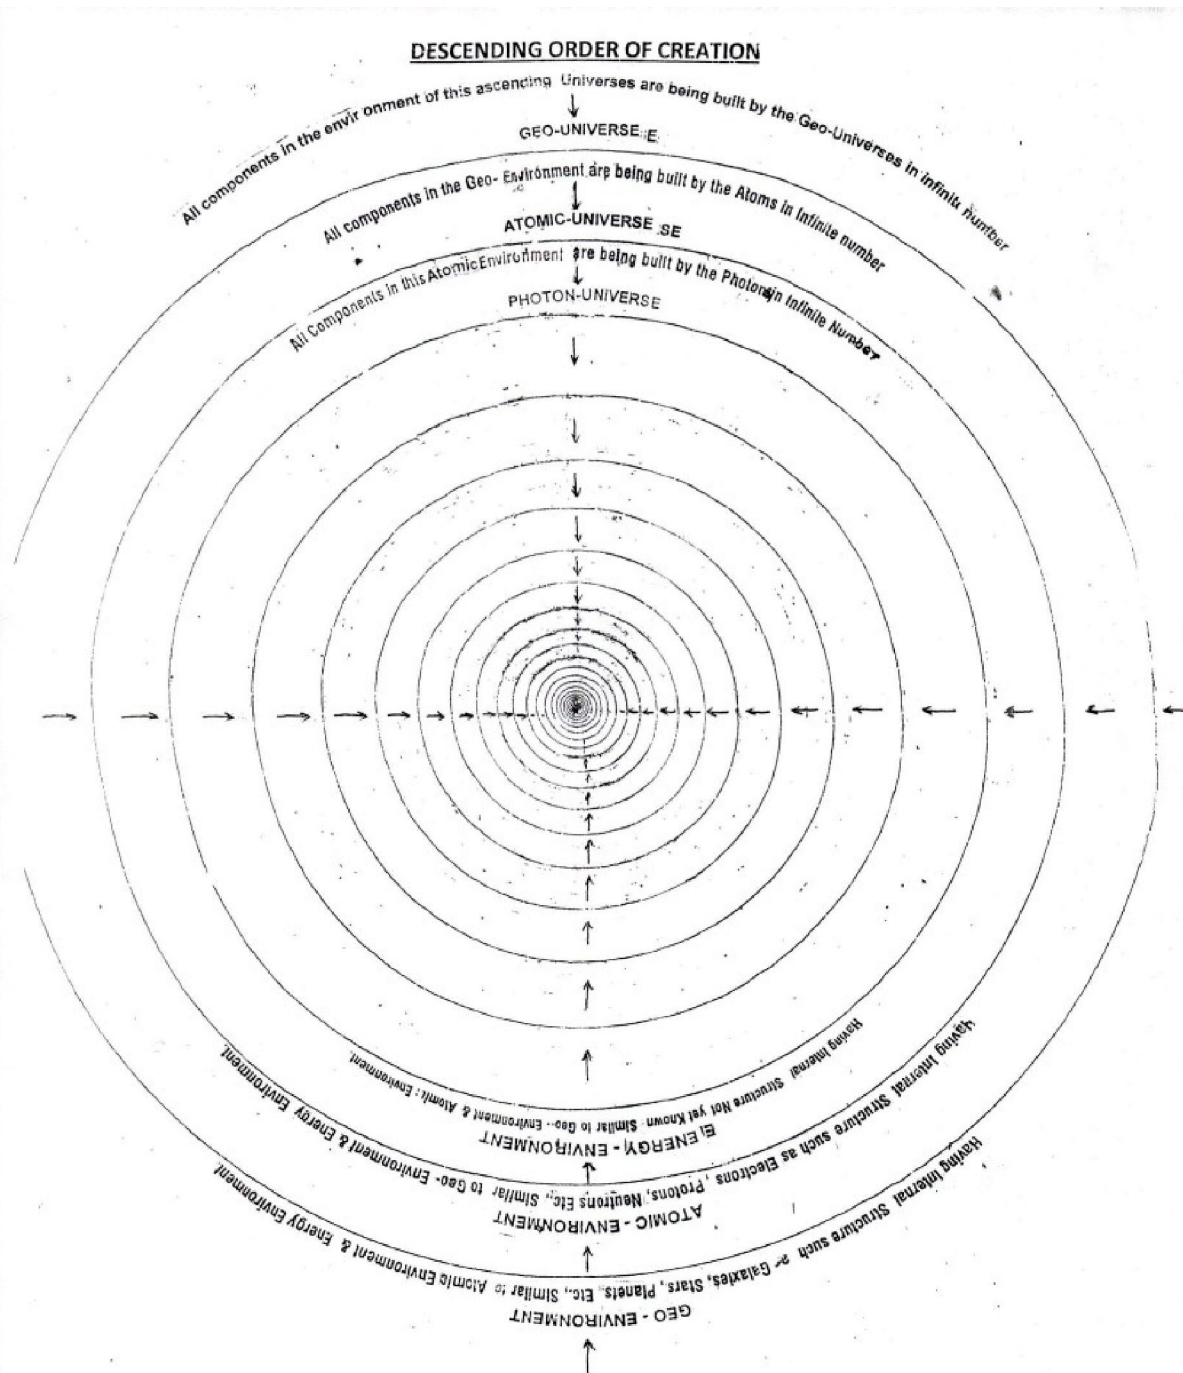 DESCENDING ORDER OF CREATION
All components in the envir onment of this ascending Universes are being built by the Geo-Universes in infinite number
GEO-UNIVERSE E
All components in the Geo- Environment are being built by the Atoms in Infinite number
ATOMIC-UNIVERSE SE
All Components in this Atomic Environment are being built by the Photons in Infinite Number
PHOTON-UNIVERSE
Having Internal Structure Not yet Known Similar to Geo- Environment & Atomic Environment.
ENERGY - ENVIRONMENT
Having Internal Structure such as Electrons, Protons, Neutrons Etc., Similar to Geo- Environment & Energy Environment.
ATOMIC - ENVIRONMENT
Having Internal Structure such as Galaxies, Stars, Planets, Etc., Similar to Atomic Environment & Energy Environment
GEO - ENVIRONMENT